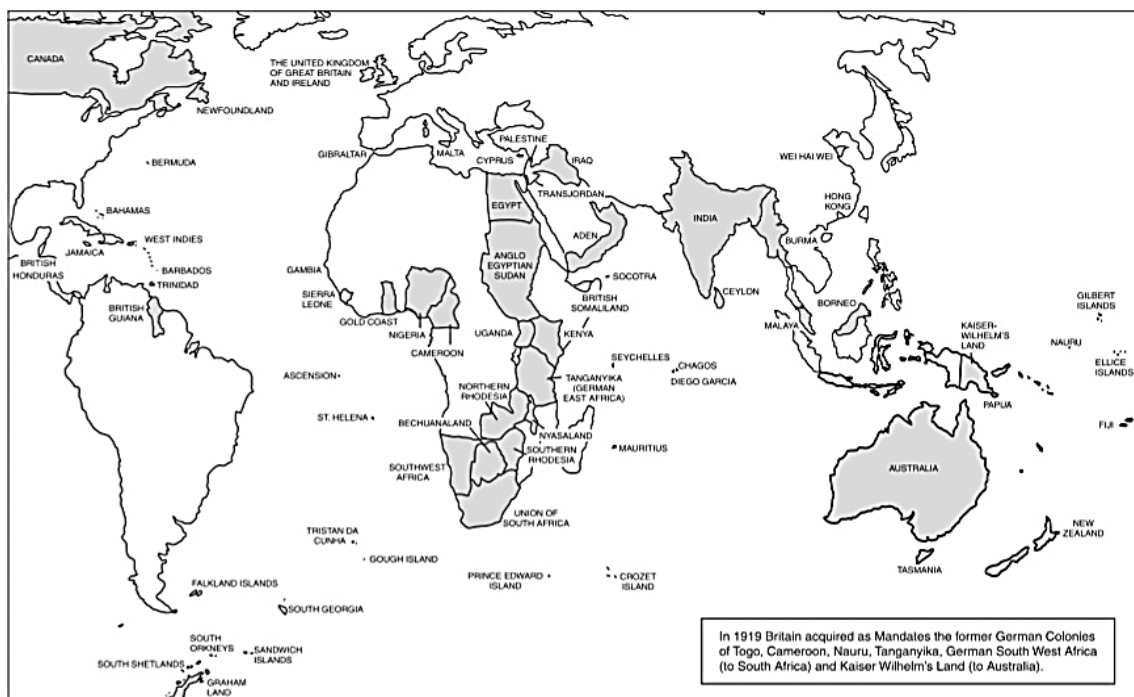 CANADA
THE UNITED KINGDOM
OF GREAT BRITAIN
AND IRELAND
NEWFOUNDLAND
BERMUDA
GIBRALTAR
MALTA
CYPRUS
PALESTINE
IRAQ
TRANSJORDAN
WEI HAI WEI
HONG
KONG
BAHAMAS
EGYPT
INDIA
JAMAICA
WEST INDIES
ADEN
BURMA
BRITISH
HONDURAS
BARBADOS
TRINIDAD
GAMBIA
ANGLO
EGYPTIAN
SUDAN
SOCOTRA
CEYLON
BRITISH
GUIANA
SIERRA
LEONE
GOLD COAST
NIGERIA
CAMEROON
BRITISH
SOMALILAND
UGANDA
KENYA
MALAYA
BORNEO
KAISER-
WILHELM'S
LAND
GILBERT
ISLANDS
NAURU
ELLICE
ISLANDS
ASCENSION
SEYCHELLES
CHAGOS
DIEGO GARCIA
TANGANYIKA
(GERMAN
EAST AFRICA)
NORTHERN
RHODESIA
PAPUA
ST. HELENA
BECHUANALAND
NYASALAND
SOUTHERN
RHODESIA
MAURITIUS
FIJI
SOUTHWEST
AFRICA
AUSTRALIA
UNION OF
SOUTH AFRICA
TRISTAN DA
CUNHA
GOUGH ISLAND
NEW
ZEALAND
TASMANIA
FALKLAND ISLANDS
PRINCE EDWARD
ISLAND
CROZET
ISLAND
SOUTH GEORGIA
SOUTH
ORKNEYS
SANDWICH
ISLANDS
SOUTH SHETLANDS
GRAHAM
LAND
In 1919 Britain acquired as Mandates the former German Colonies
of Togo, Cameroon, Nauru, Tanganyika, German South West Africa
(to South Africa) and Kaiser Wilhelm's Land (to Australia).